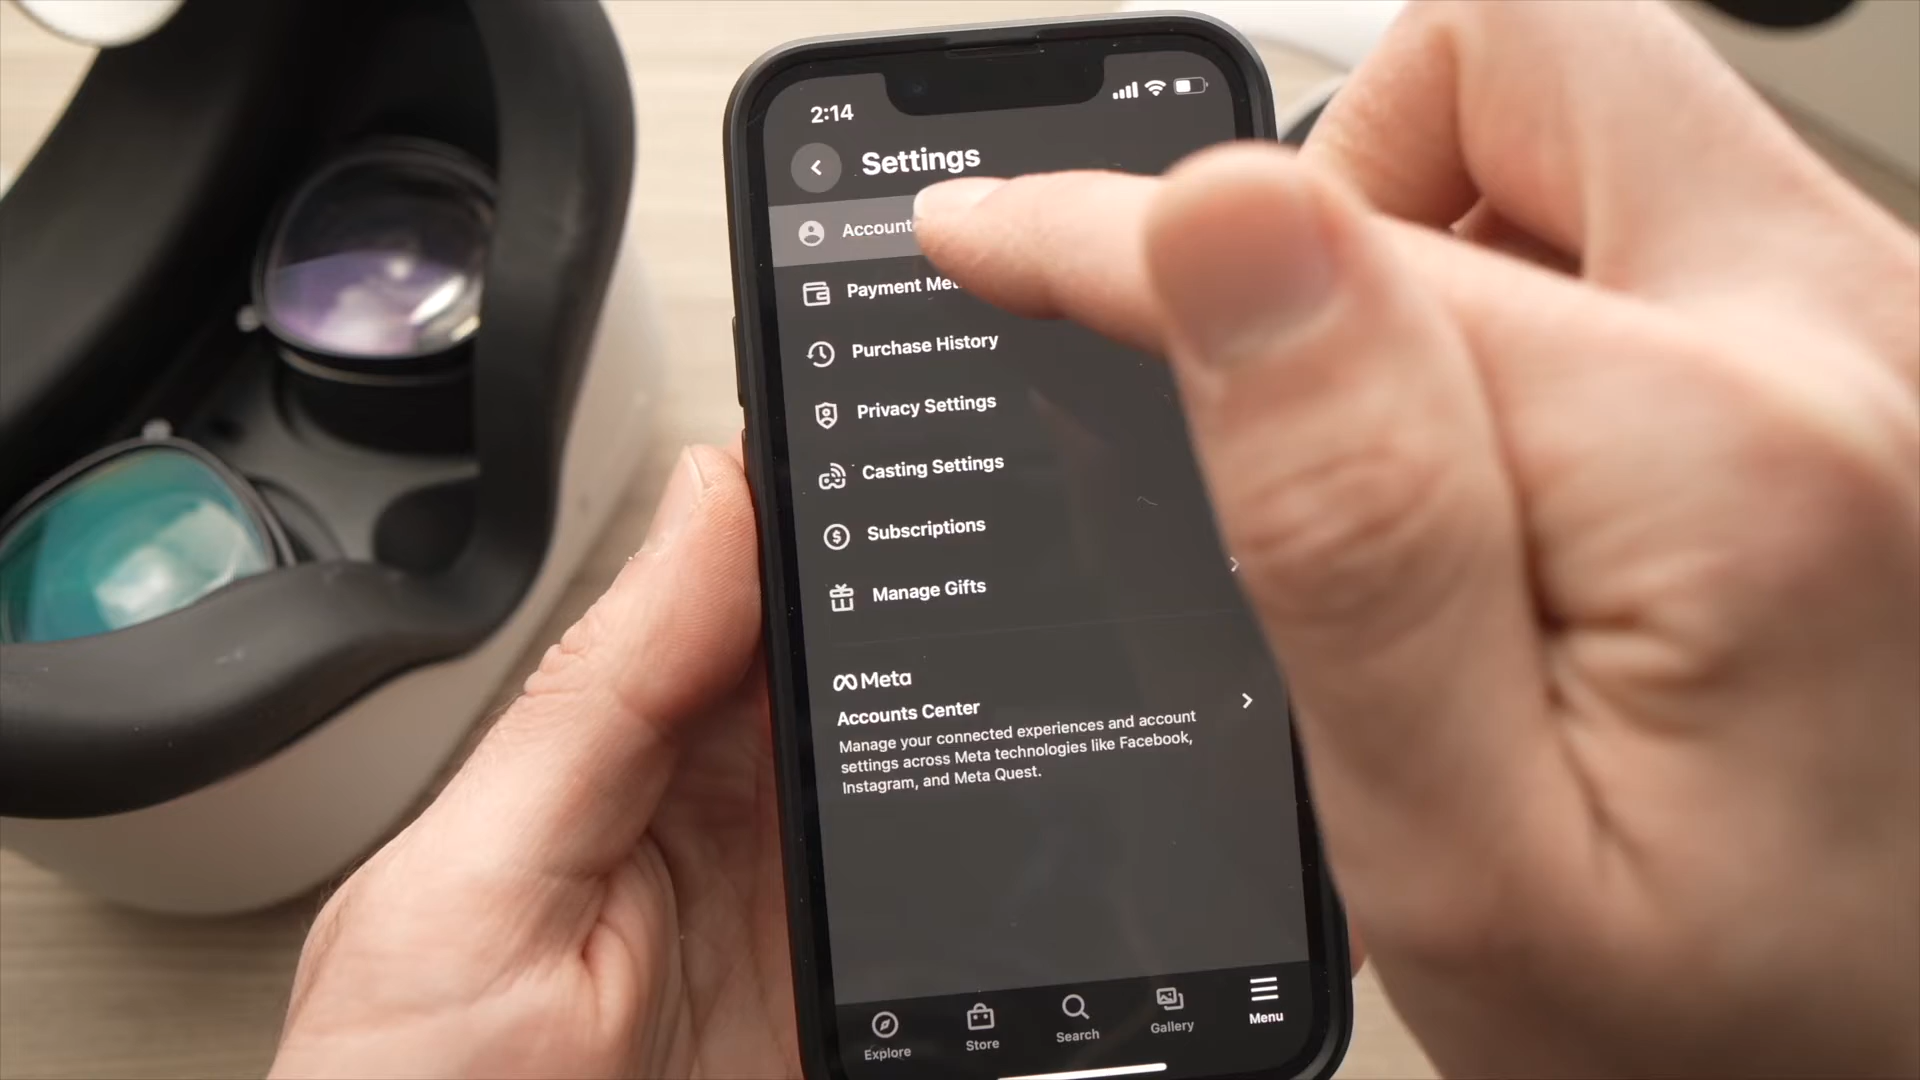 2:14
Settings
Account
Payment
Purchase History
Privacy Settings
Casting Settings
Subscriptions
Manage Gifts
Meta
Accounts Center
Manage your connected experiences and account
settings across Meta technologies like Facebook,
Instagram, and Meta Quest.
Explore
Store
Search
Gallery
Menu